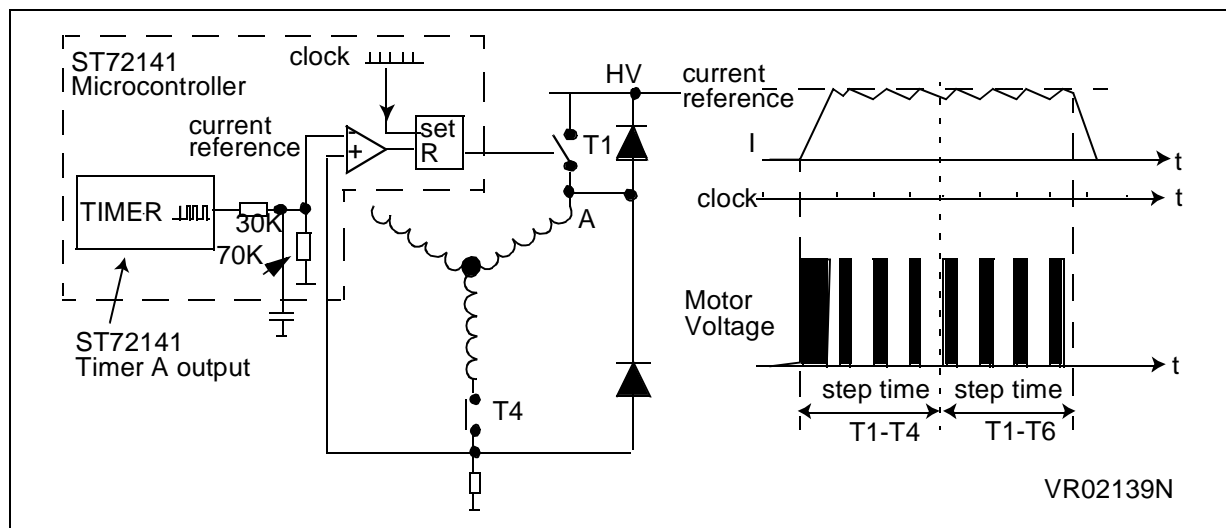 ST72141
Microcontroller
clock
HV
current
reference
current
reference
set
R
T1
I
t
TIMER
30K
70K
A
clock
t
Motor
Voltage
ST72141
Timer A output
T4
t
step time
step time
T1-T4
T1-T6
VR02139N
-
+